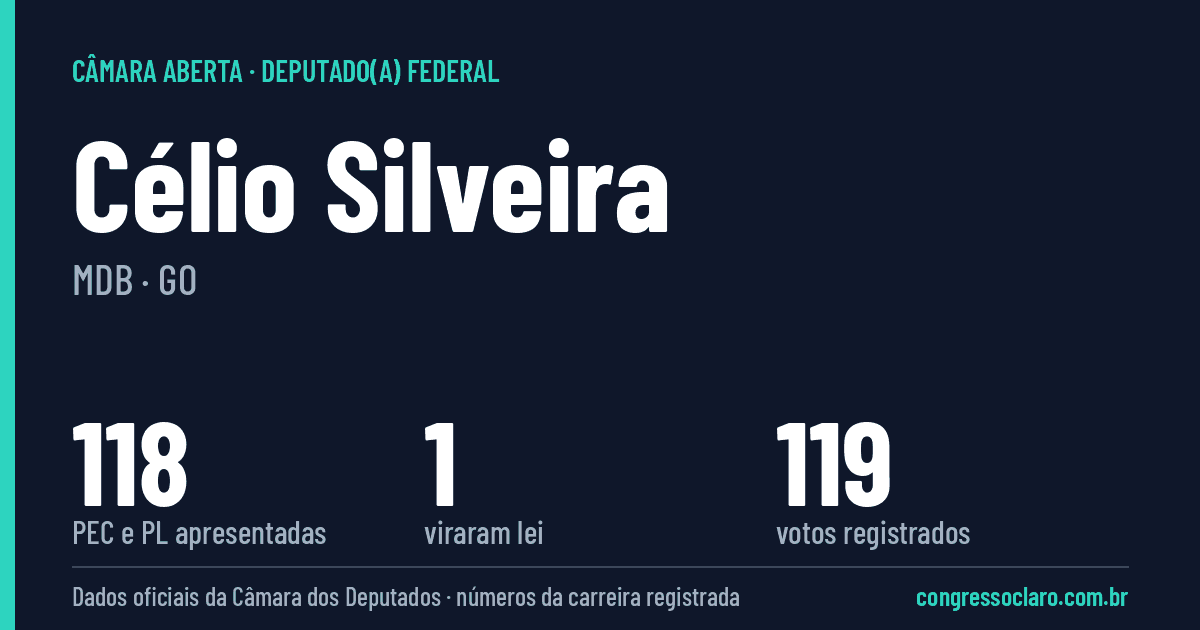 CÂMARA ABERTA · DEPUTADO(A) FEDERAL
Célio Silveira
MDB · GO
118 1 119
PEC e PL apresentadas viraram lei votos registrados
Dados oficiais da Câmara dos Deputados · números da carreira registrada congressoclaro.com.br